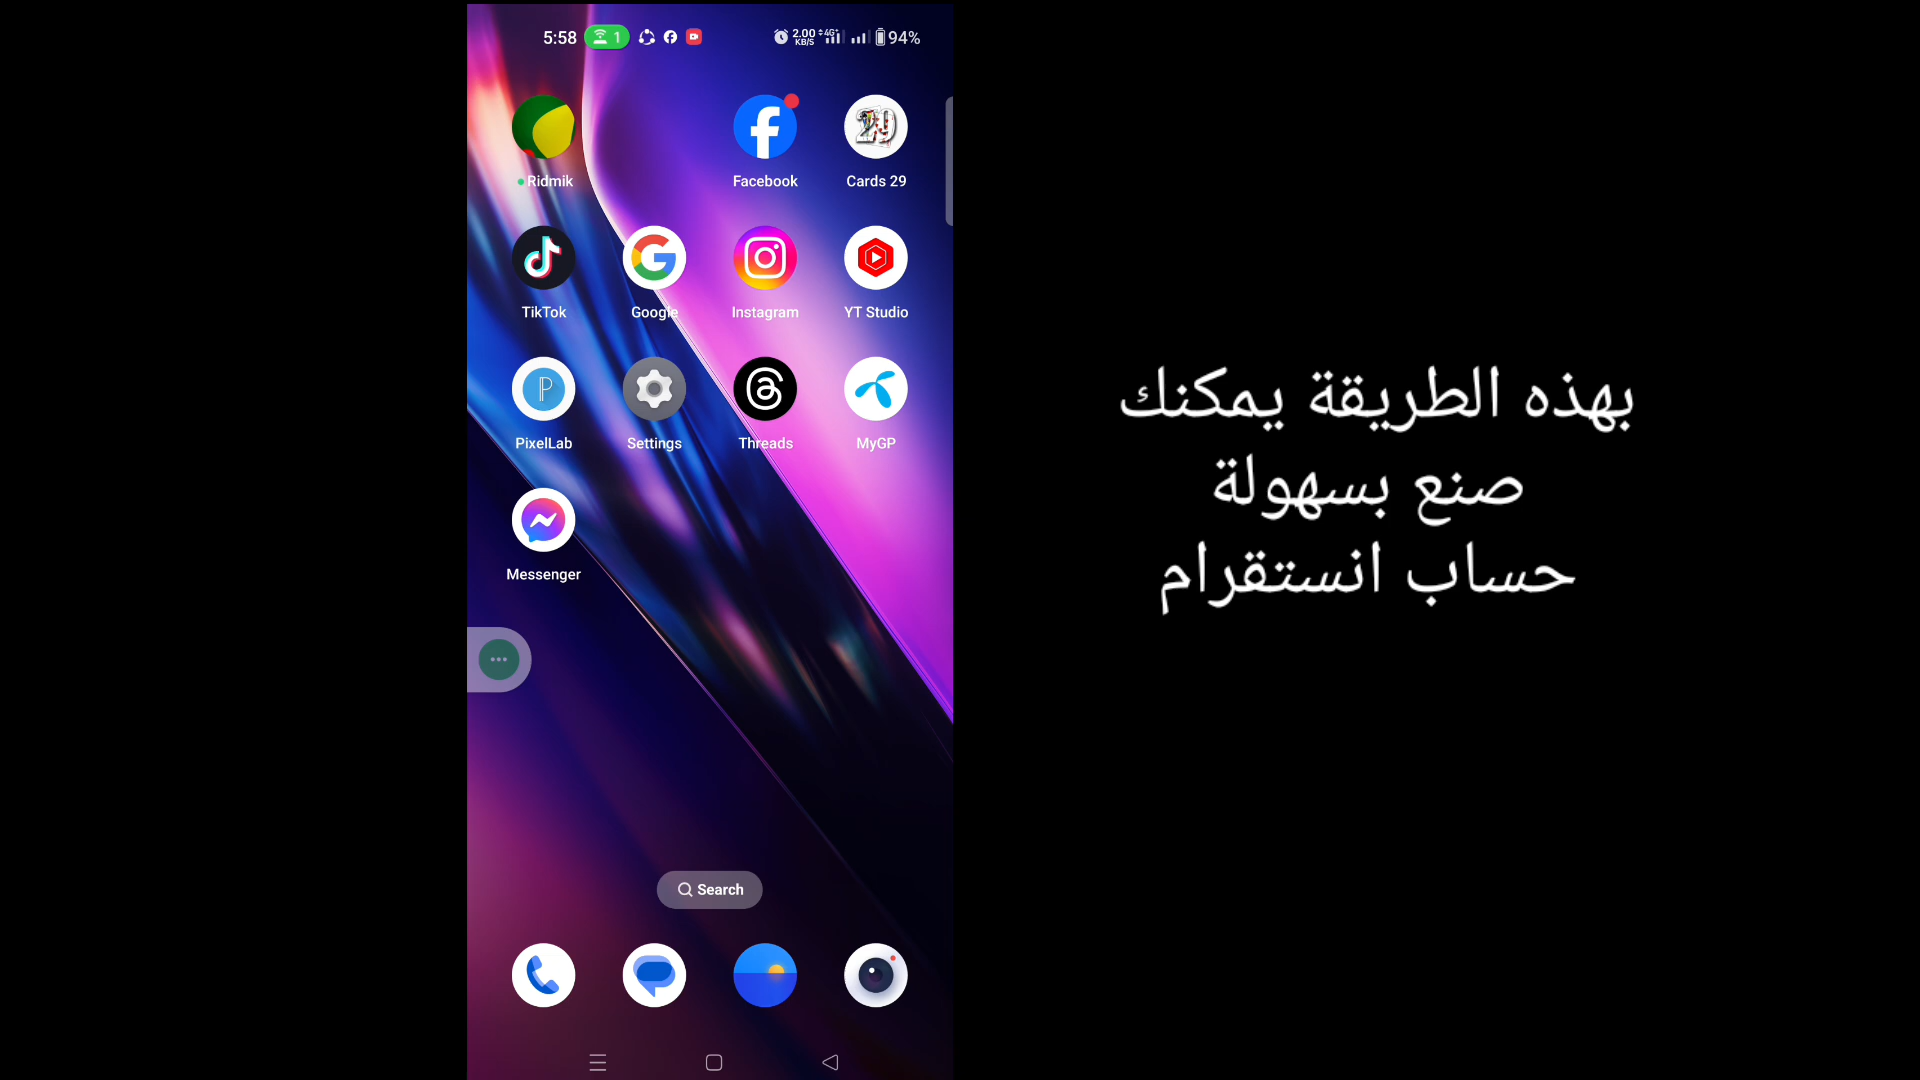 5:58 1 2.00 KB/S 4G+ 94%
Ridmik
Facebook
Cards 29
TikTok
Google
Instagram
YT Studio
PixelLab
Settings
Threads
MyGP
Messenger
Search
بهذه الطريقة يمكنك
صنع بسهولة
حساب انستقرام